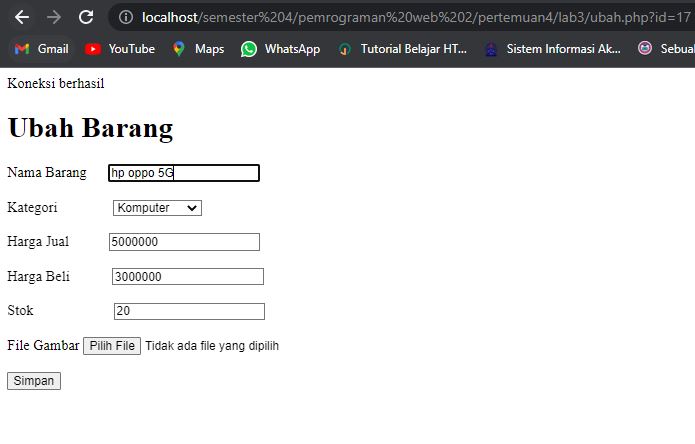 localhost/semester%204/pemrograman%20web%202/pertemuan4/lab3/ubah.php?id=17
Gmail YouTube Maps WhatsApp Tutorial Belajar HT... Sistem Informasi Ak... Sebual
Koneksi berhasil
Ubah Barang
Nama Barang hp oppo 5G
Kategori Komputer
Harga Jual 5000000
Harga Beli 3000000
Stok 20
File Gambar Pilih File Tidak ada file yang dipilih
Simpan